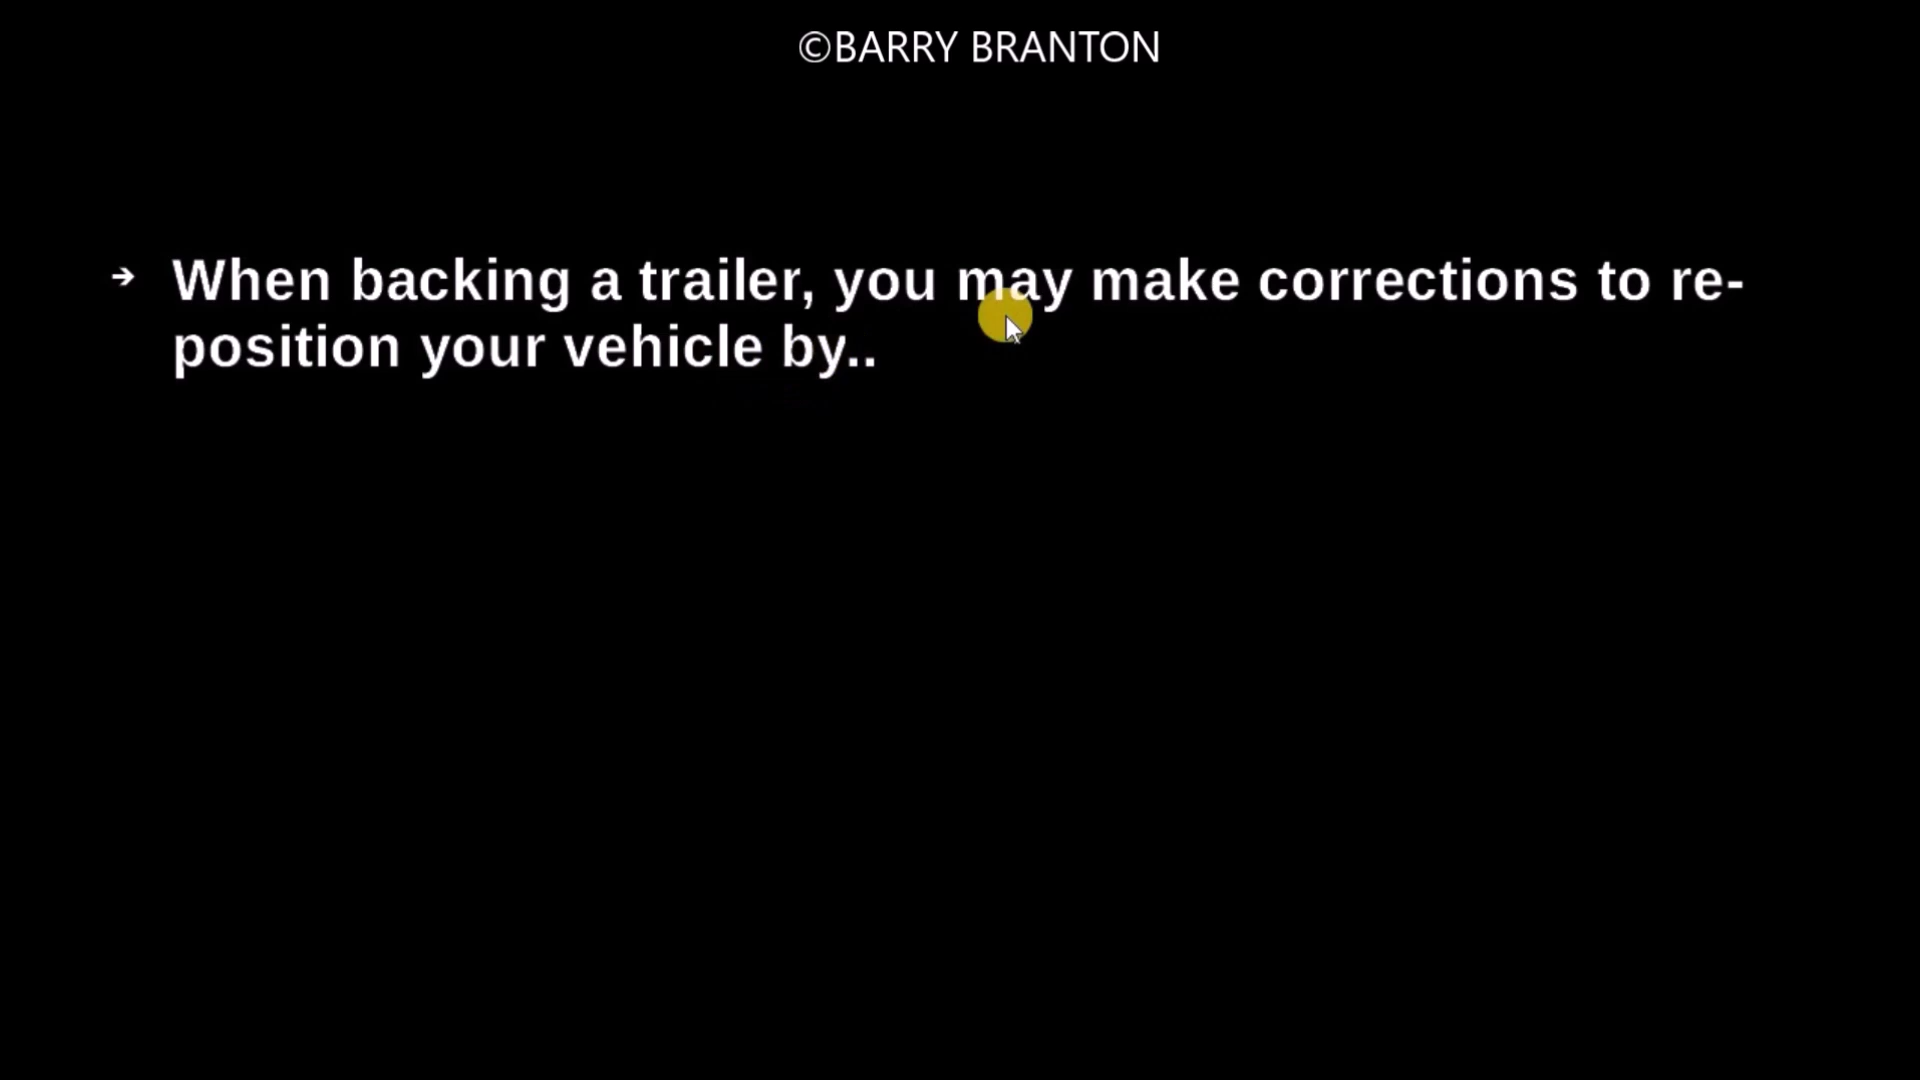 ©BARRY BRANTON
➔ When backing a trailer, you may make corrections to re-
position your vehicle by..